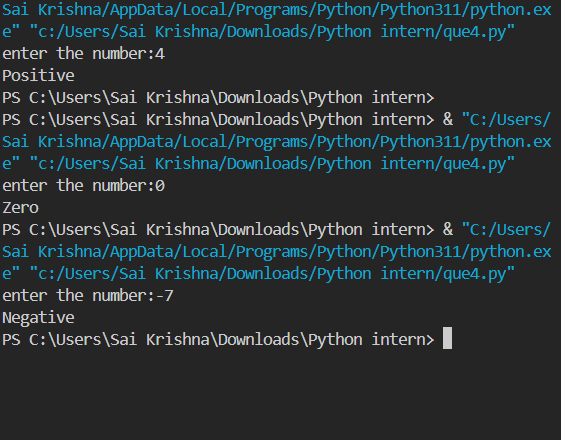 Sai Krishna/AppData/Local/Programs/Python/Python311/python.ex
e" "c:/Users/Sai Krishna/Downloads/Python intern/que4.py"
enter the number:4
Positive
PS C:\Users\Sai Krishna\Downloads\Python intern>
PS C:\Users\Sai Krishna\Downloads\Python intern> & "C:/Users/
Sai Krishna/AppData/Local/Programs/Python/Python311/python.ex
e" "c:/Users/Sai Krishna/Downloads/Python intern/que4.py"
enter the number:0
Zero
PS C:\Users\Sai Krishna\Downloads\Python intern> & "C:/Users/
Sai Krishna/AppData/Local/Programs/Python/Python311/python.ex
e" "c:/Users/Sai Krishna/Downloads/Python intern/que4.py"
enter the number:-7
Negative
PS C:\Users\Sai Krishna\Downloads\Python intern>